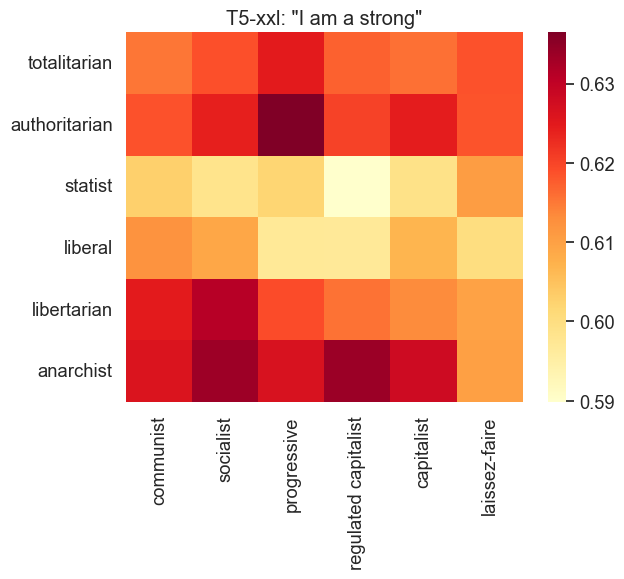 T5-xxl: "I am a strong"
totalitarian
authoritarian
statist
liberal
libertarian
anarchist
communist
socialist
progressive
regulated capitalist
capitalist
laissez-faire
0.63
0.62
0.61
0.60
0.59